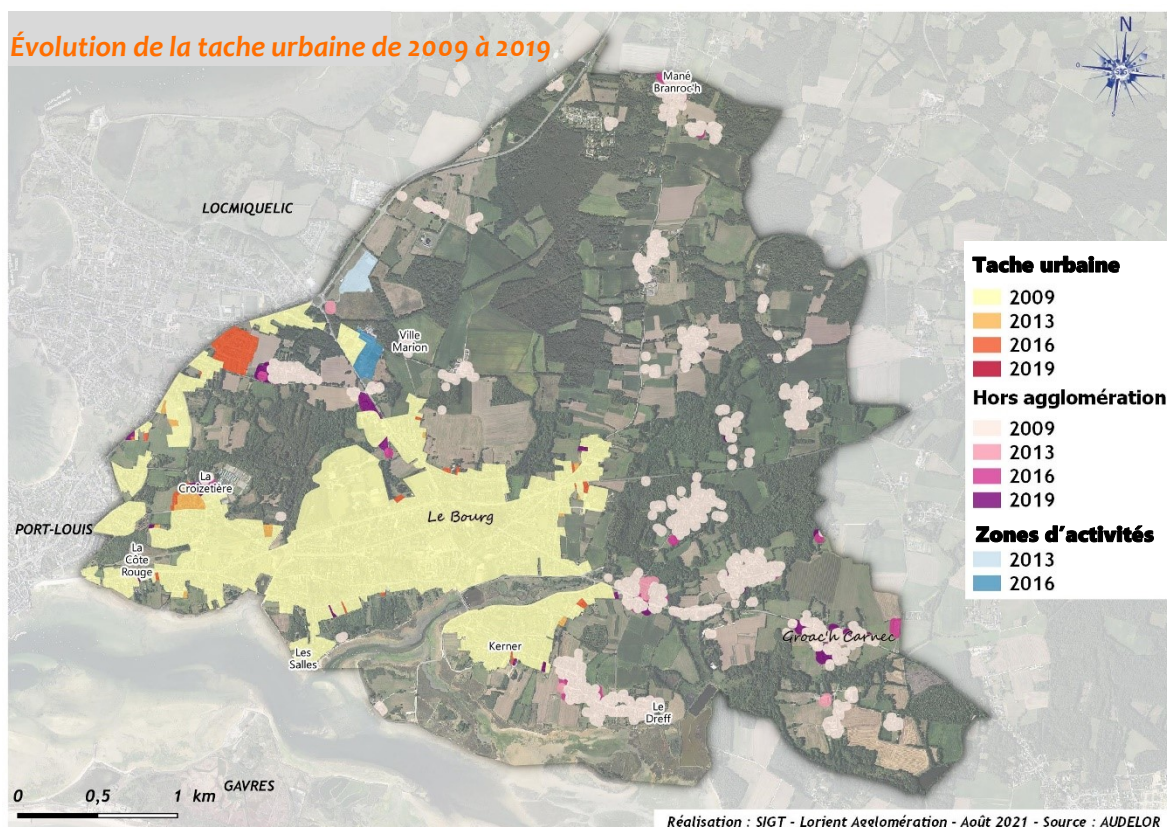 Évolution de la tache urbaine de 2009 à 2019
N
Mané
Branroc'h
LOCMIQUELIC
Ville
Marion
La
Croizetière
PORT-LOUIS
Le Bourg
La
Côte
Rouge
Les
Salles
Kerner
Groac'h Carnec
Le
Dreff
GAVRES
Tache urbaine
2009
2013
2016
2019
Hors agglomération
2009
2013
2016
2019
Zones d'activités
2013
2016
0 0,5 1 km
Réalisation : SIGT - Lorient Agglomération - Août 2021 - Source : AUDELOR